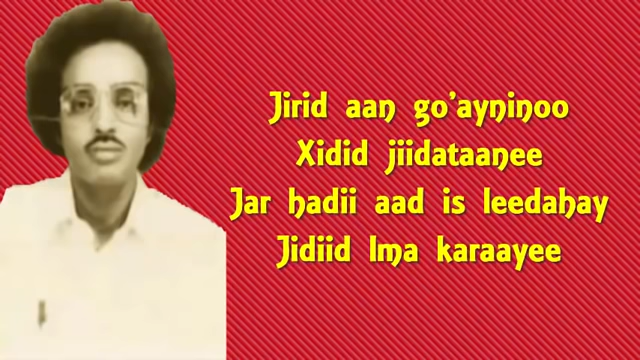 Jirid aan go'ayninoo
Xidid jiidataanee
Jar hadii aad is leedahay
Jidiid lma karaayee